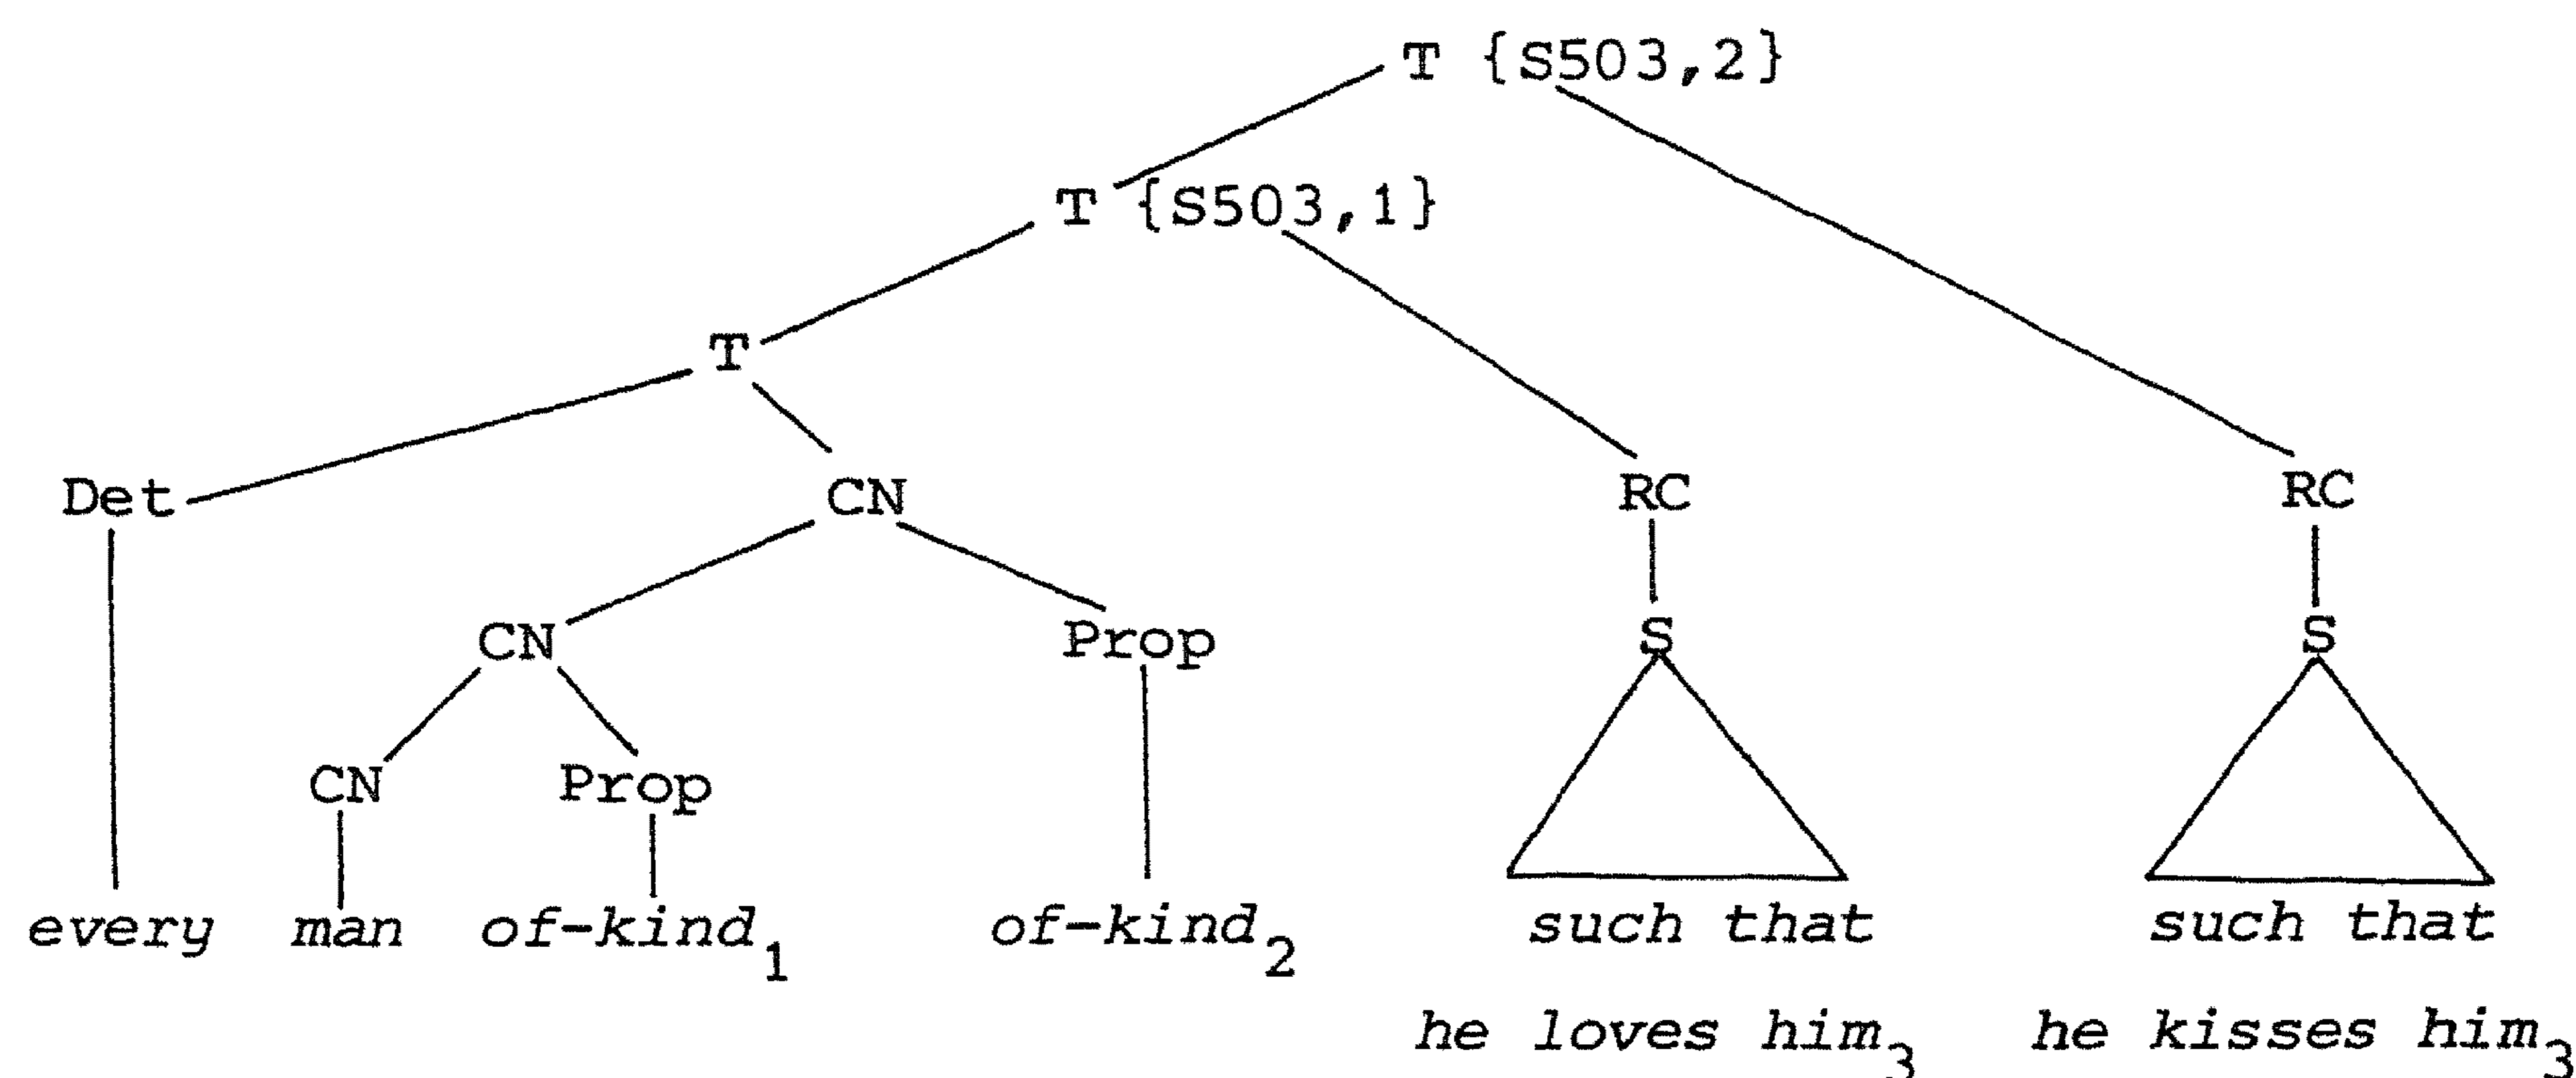 T {S503,2}
T {S503,1}
T
Det CN RC RC
CN Prop S S
CN Prop
every man of-kind₁ of-kind₂ such that such that
he loves him₃ he kisses him₃